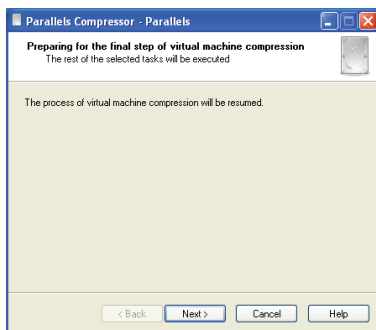 Parallels Compressor - Parallels
Preparing for the final step of virtual machine compression
The rest of the selected tasks will be executed
The process of virtual machine compression will be resumed.
< Back Next > Cancel Help